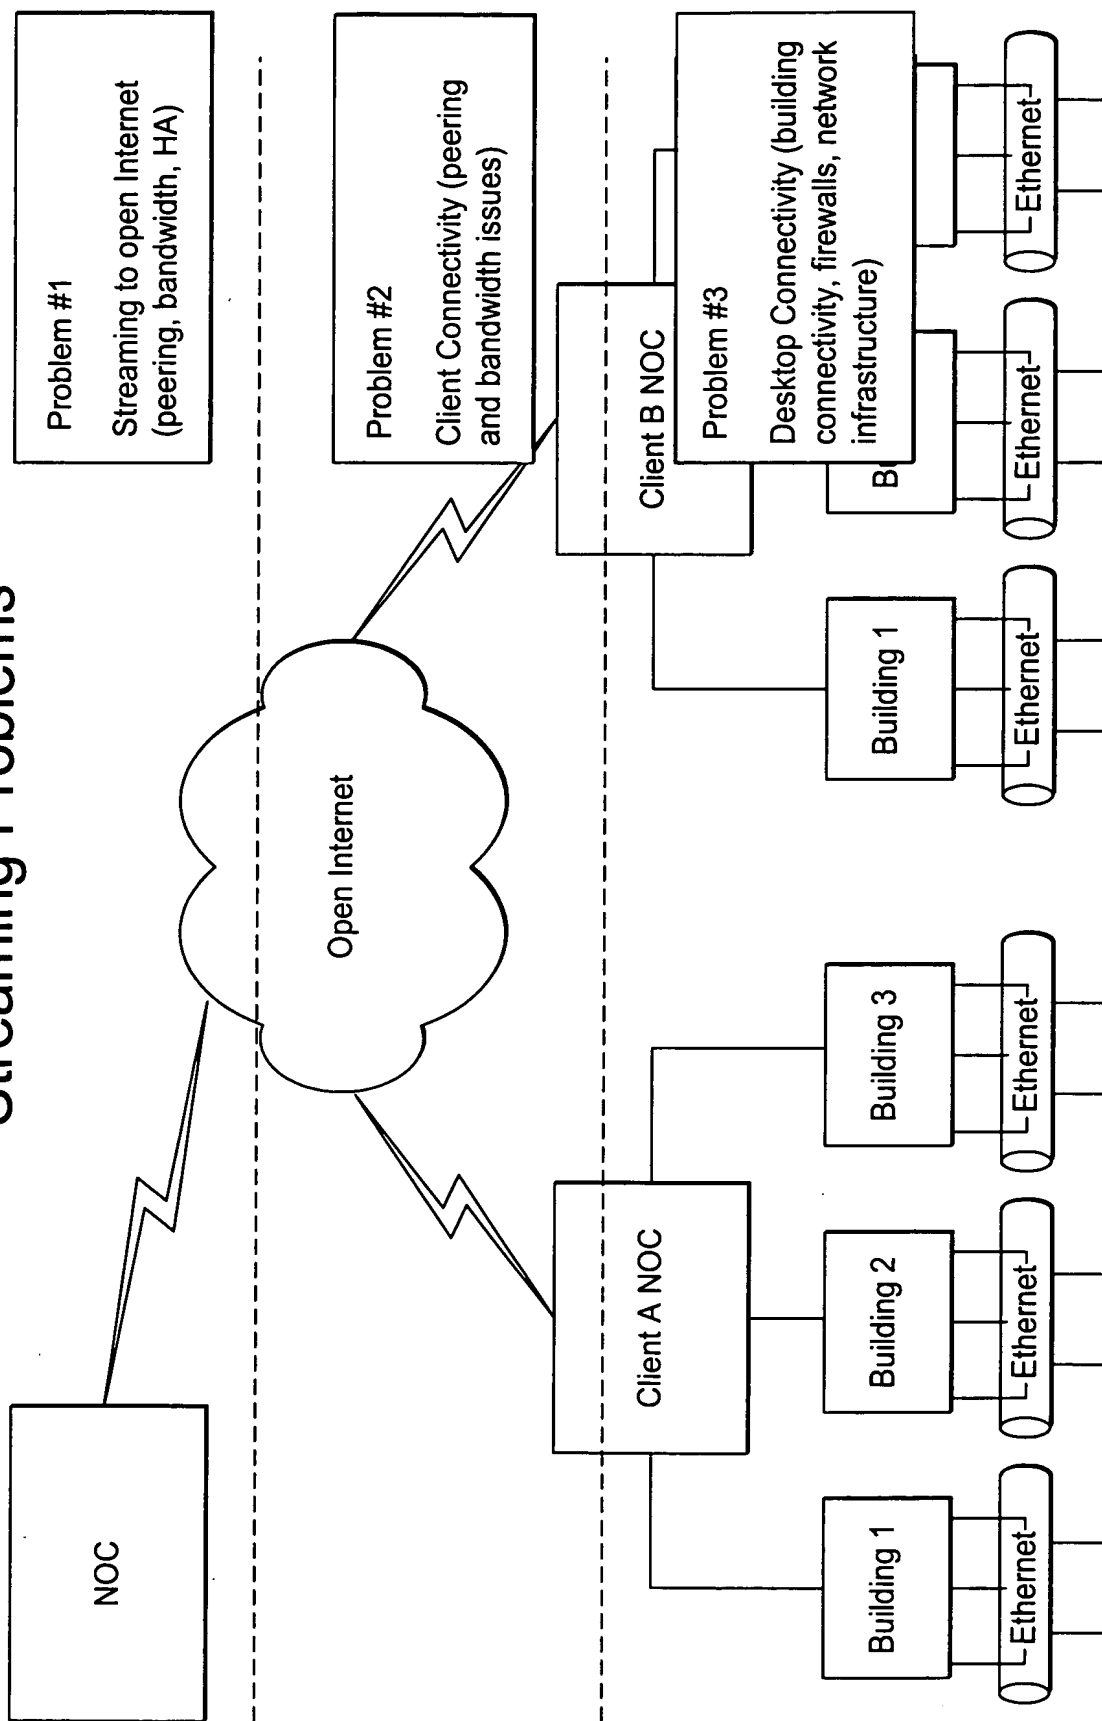 Streaming Problems
NOC
Problem #1
Streaming to open Internet
(peering, bandwidth, HA)
Open Internet
Problem #2
Client Connectivity (peering
and bandwidth issues)
Client A NOC
Client B NOC
Problem #3
Desktop Connectivity (building
connectivity, firewalls, network
infrastructure)
Building 1
Building 2
Building 3
Building 1
Ethernet
Ethernet
Ethernet
Ethernet
Ethernet
Ethernet